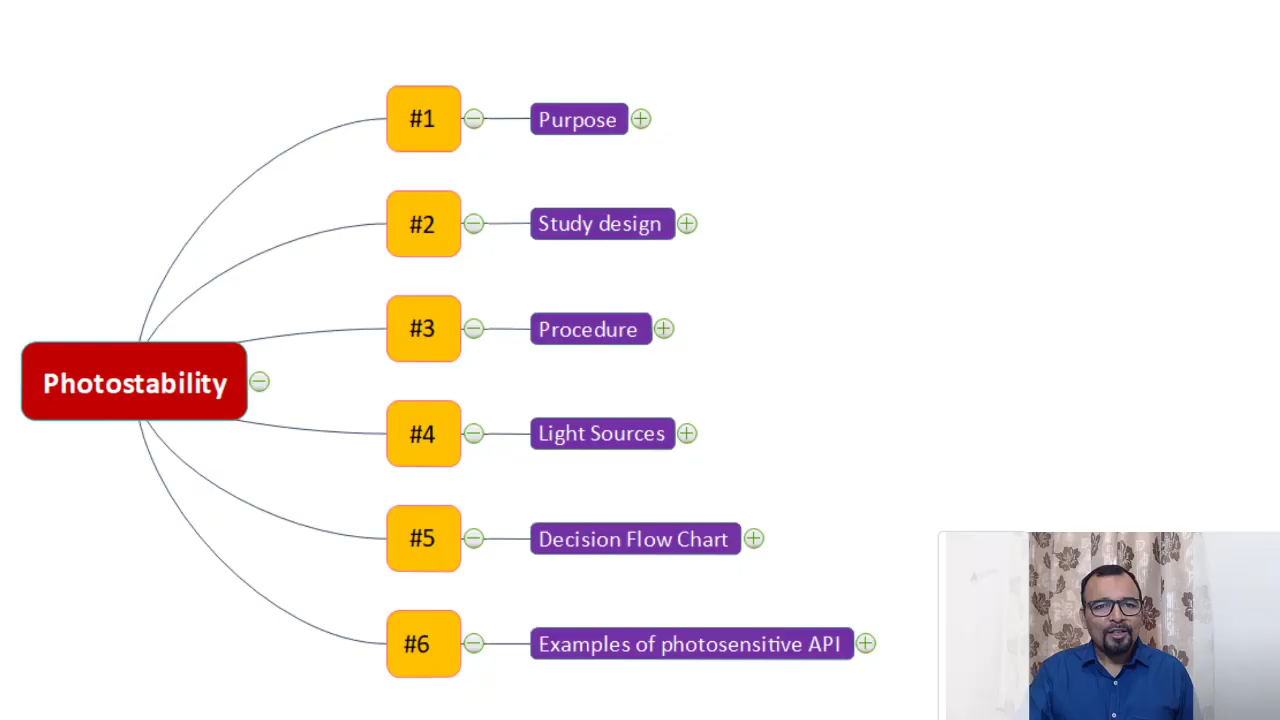 #1
Purpose
#2
Study design
#3
Procedure
Photostability
#4
Light Sources
#5
Decision Flow Chart
#6
Examples of photosensitive API